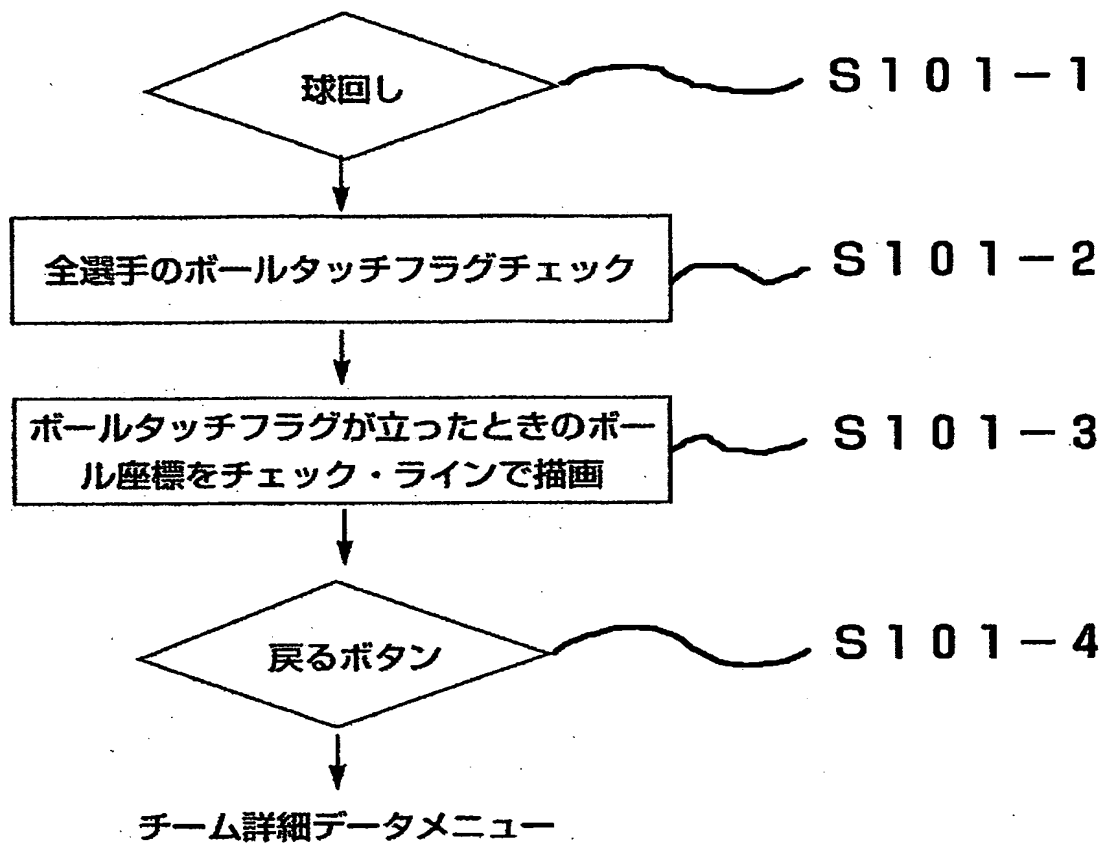 球回し
S101-1
全選手のボールタッチフラグチェック
S101-2
ボールタッチフラグが立ったときのボー
ル座標をチェック・ラインで描画
S101-3
戻るボタン
S101-4
チーム詳細データメニュー